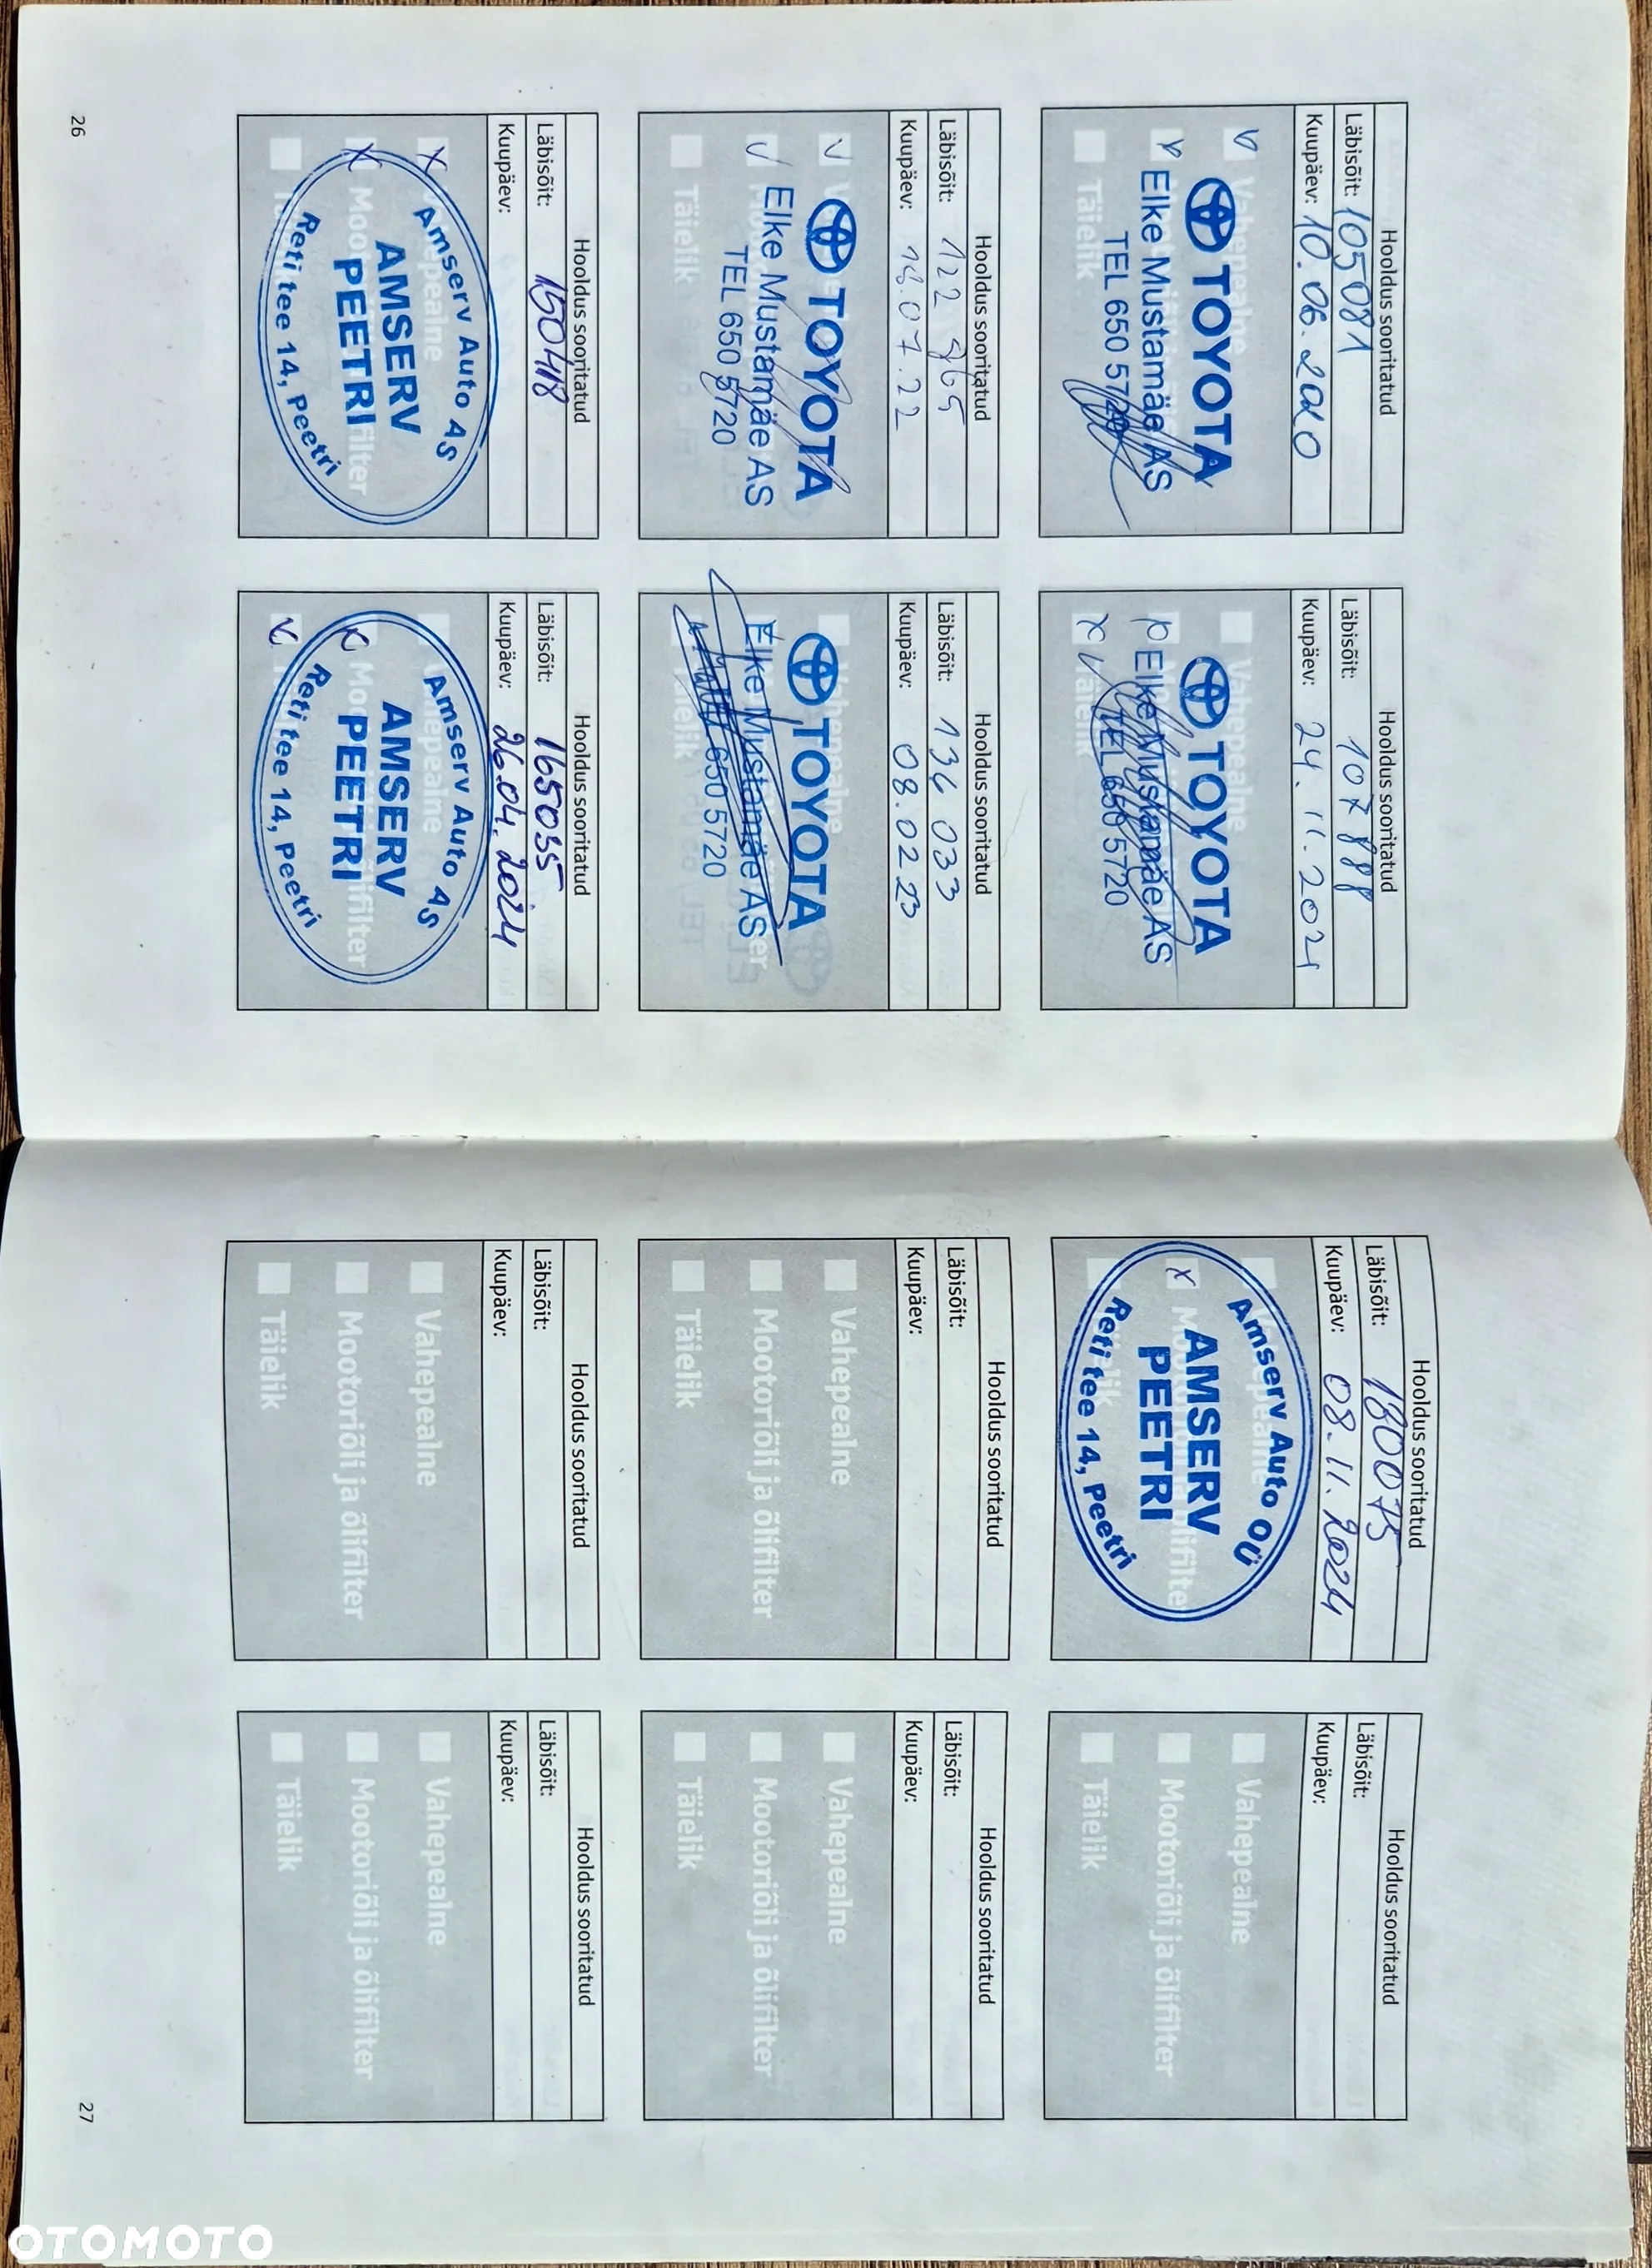 Hooldus sooritatud
Läbisõit: 105081
Kuupäev: 10.06.2020
Vahepealne
TOYOTA
Elke Mustamäe AS
TEL 650 5720
Täielik
Hooldus sooritatud
Läbisõit: 107888
Kuupäev: 24.11.2021
Vahepealne
TOYOTA
Elke Mustamäe AS
TEL 650 5720
Täielik
Hooldus sooritatud
Läbisõit: 122 865
Kuupäev: 18.07.22
TOYOTA
Elke Mustamäe AS
TEL 650 5720
Täielik
Hooldus sooritatud
Läbisõit: 134 033
Kuupäev: 08.02.23
Vahepealne
TOYOTA
Elke Mustamäe AS
650 5720
Täielik
Hooldus sooritatud
Läbisõit: 150418
Kuupäev:
Amserv Auto AS
AMSERV
PEETRI
Reti tee 14, Peetri
Hooldus sooritatud
Läbisõit: 165035
Kuupäev: 26.04.2024
Amserv Auto AS
AMSERV
PEETRI
Reti tee 14, Peetri
26
Hooldus sooritatud
Läbisõit: 180075
Kuupäev: 08.11.2024
Amserv Auto OÜ
AMSERV
PEETRI
Reti tee 14, Peetri
Hooldus sooritatud
Läbisõit:
Kuupäev:
Vahepealne
Mootoriõli ja õlifilter
Täielik
Hooldus sooritatud
Läbisõit:
Kuupäev:
Vahepealne
Mootoriõli ja õlifilter
Täielik
Hooldus sooritatud
Läbisõit:
Kuupäev:
Vahepealne
Mootoriõli ja õlifilter
Täielik
Hooldus sooritatud
Läbisõit:
Kuupäev:
Vahepealne
Mootoriõli ja õlifilter
Täielik
Hooldus sooritatud
Läbisõit:
Kuupäev:
Vahepealne
Mootoriõli ja õlifilter
Täielik
27
OTOMOTO